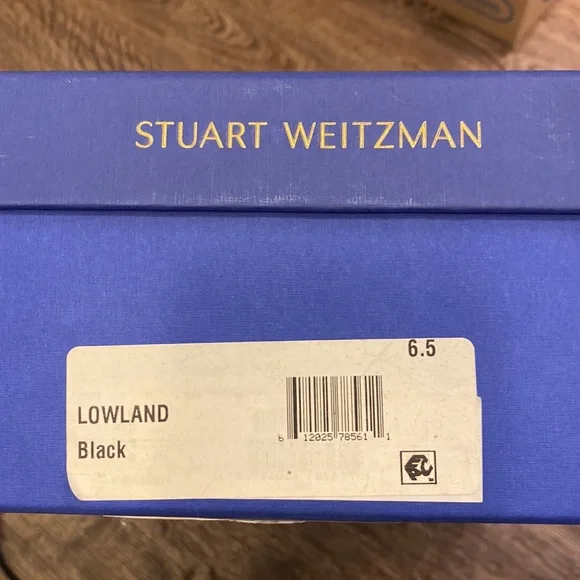 STUART WEITZMAN
6.5
LOWLAND
Black
6 12025 78561 1